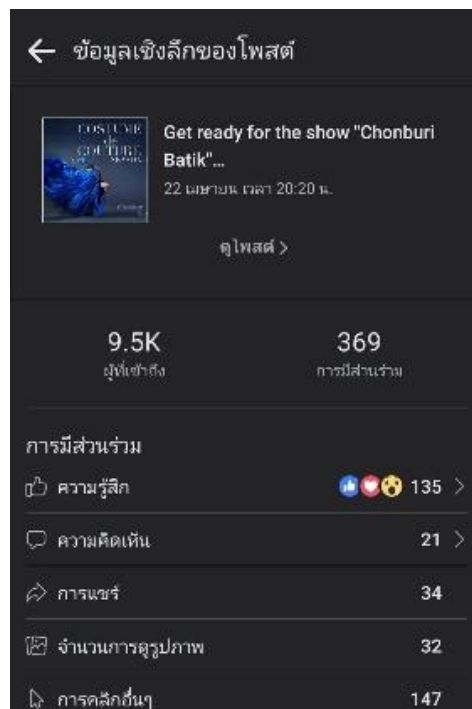 ข้อมูลเชิงลึกของโพสต์
COSTUME
de
COUTURE
Get ready for the show "Chonburi
Batik"...
22 เมษายน เวลา 20:20 น.
ดูโพสต์ >
9.5K
ผู้ที่เข้าถึง
369
การมีส่วนร่วม
การมีส่วนร่วม
ความรู้สึก 135
ความคิดเห็น 21
การแชร์ 34
จำนวนการดูรูปภาพ 32
การคลิกอื่นๆ 147